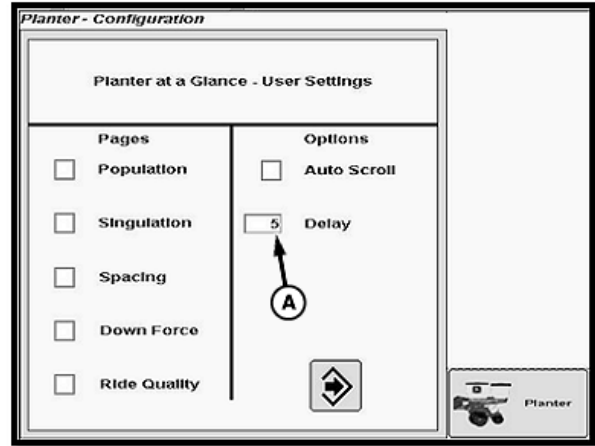 Planter - Configuration
Planter at a Glance - User Settings
Pages
Options
Population
Auto Scroll
Singulation
5 Delay
Spacing
A
Down Force
Ride Quality
Planter